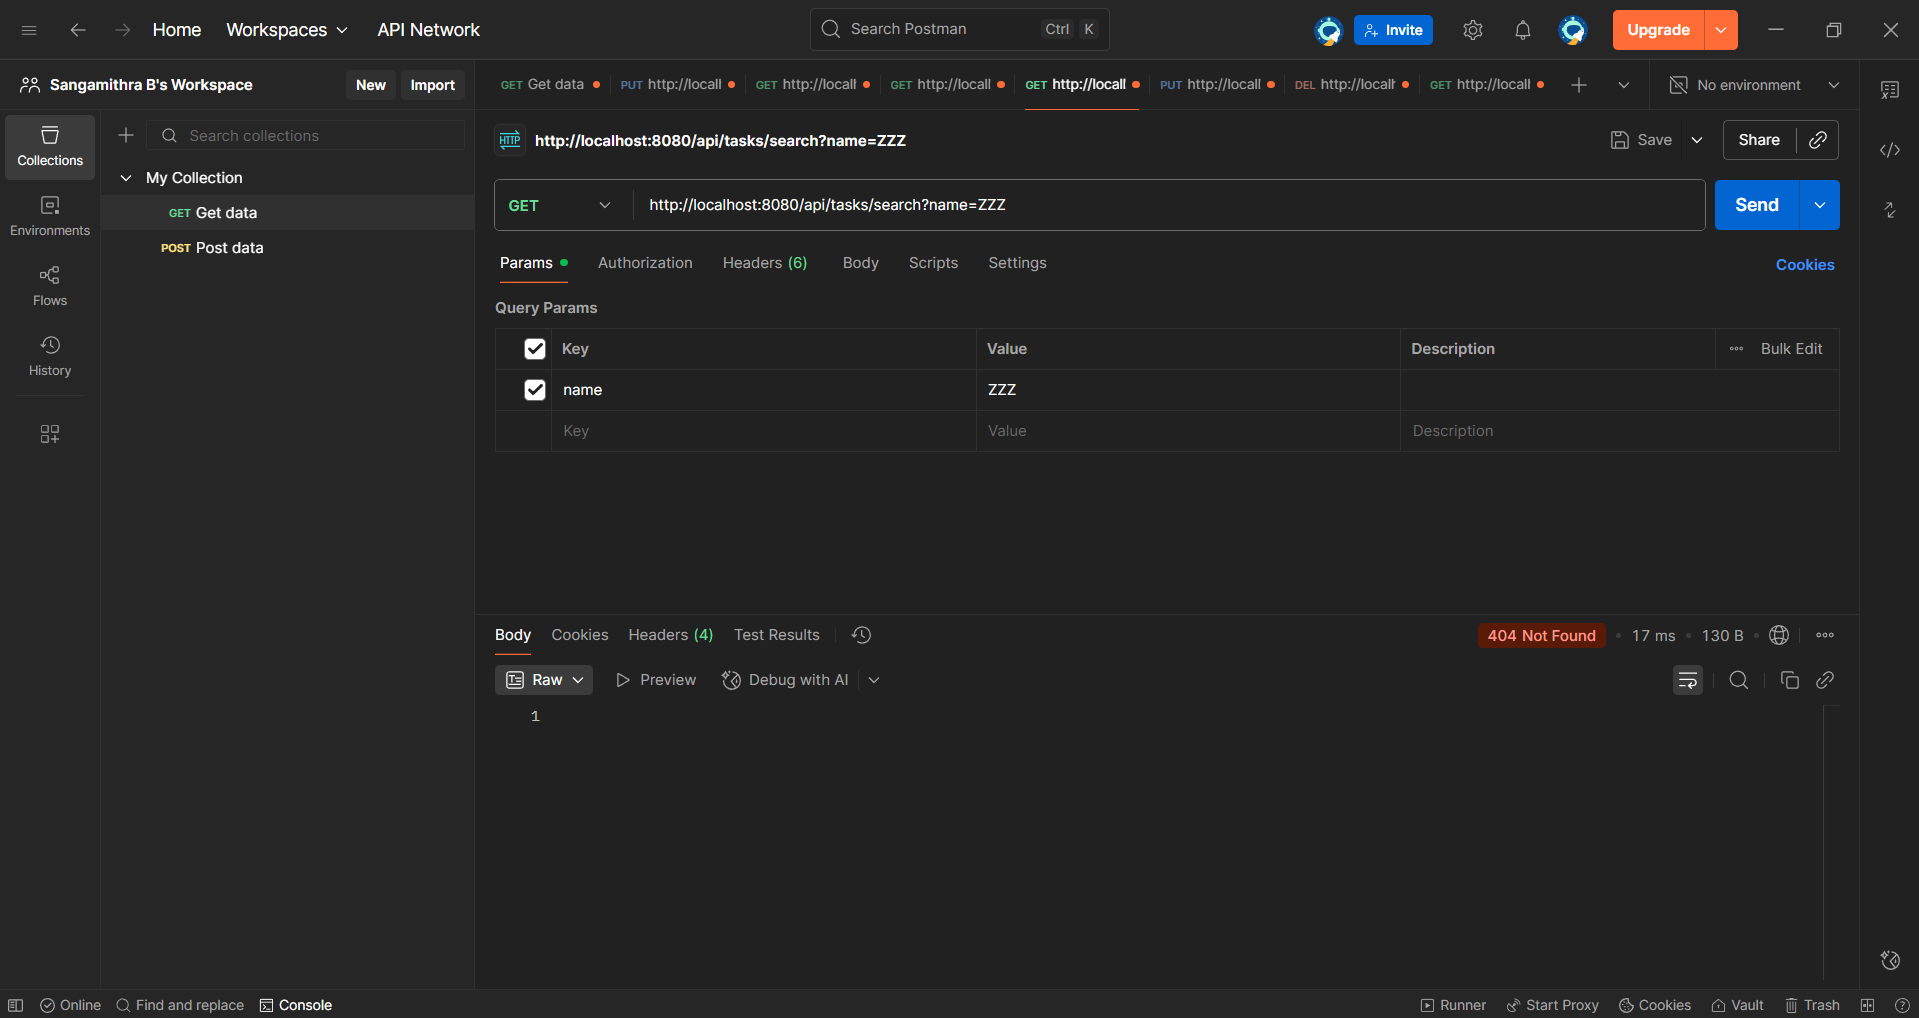 Home Workspaces API Network Search Postman Ctrl K Invite Upgrade
Sangamithra B's Workspace New Import
GET Get data PUT http://locall GET http://locall GET http://locall GET http://locall PUT http://locall DEL http://localh GET http://locall No environment
Collections
Environments
Flows
History
Search collections
My Collection
GET Get data
POST Post data
HTTP http://localhost:8080/api/tasks/search?name=ZZZ Save Share
GET http://localhost:8080/api/tasks/search?name=ZZZ Send
Params Authorization Headers (6) Body Scripts Settings Cookies
Query Params
Key Value Description Bulk Edit
name ZZZ
Key Value Description
Body Cookies Headers (4) Test Results 404 Not Found 17 ms 130 B
Raw Preview Debug with AI
1
Online Find and replace Console Runner Start Proxy Cookies Vault Trash